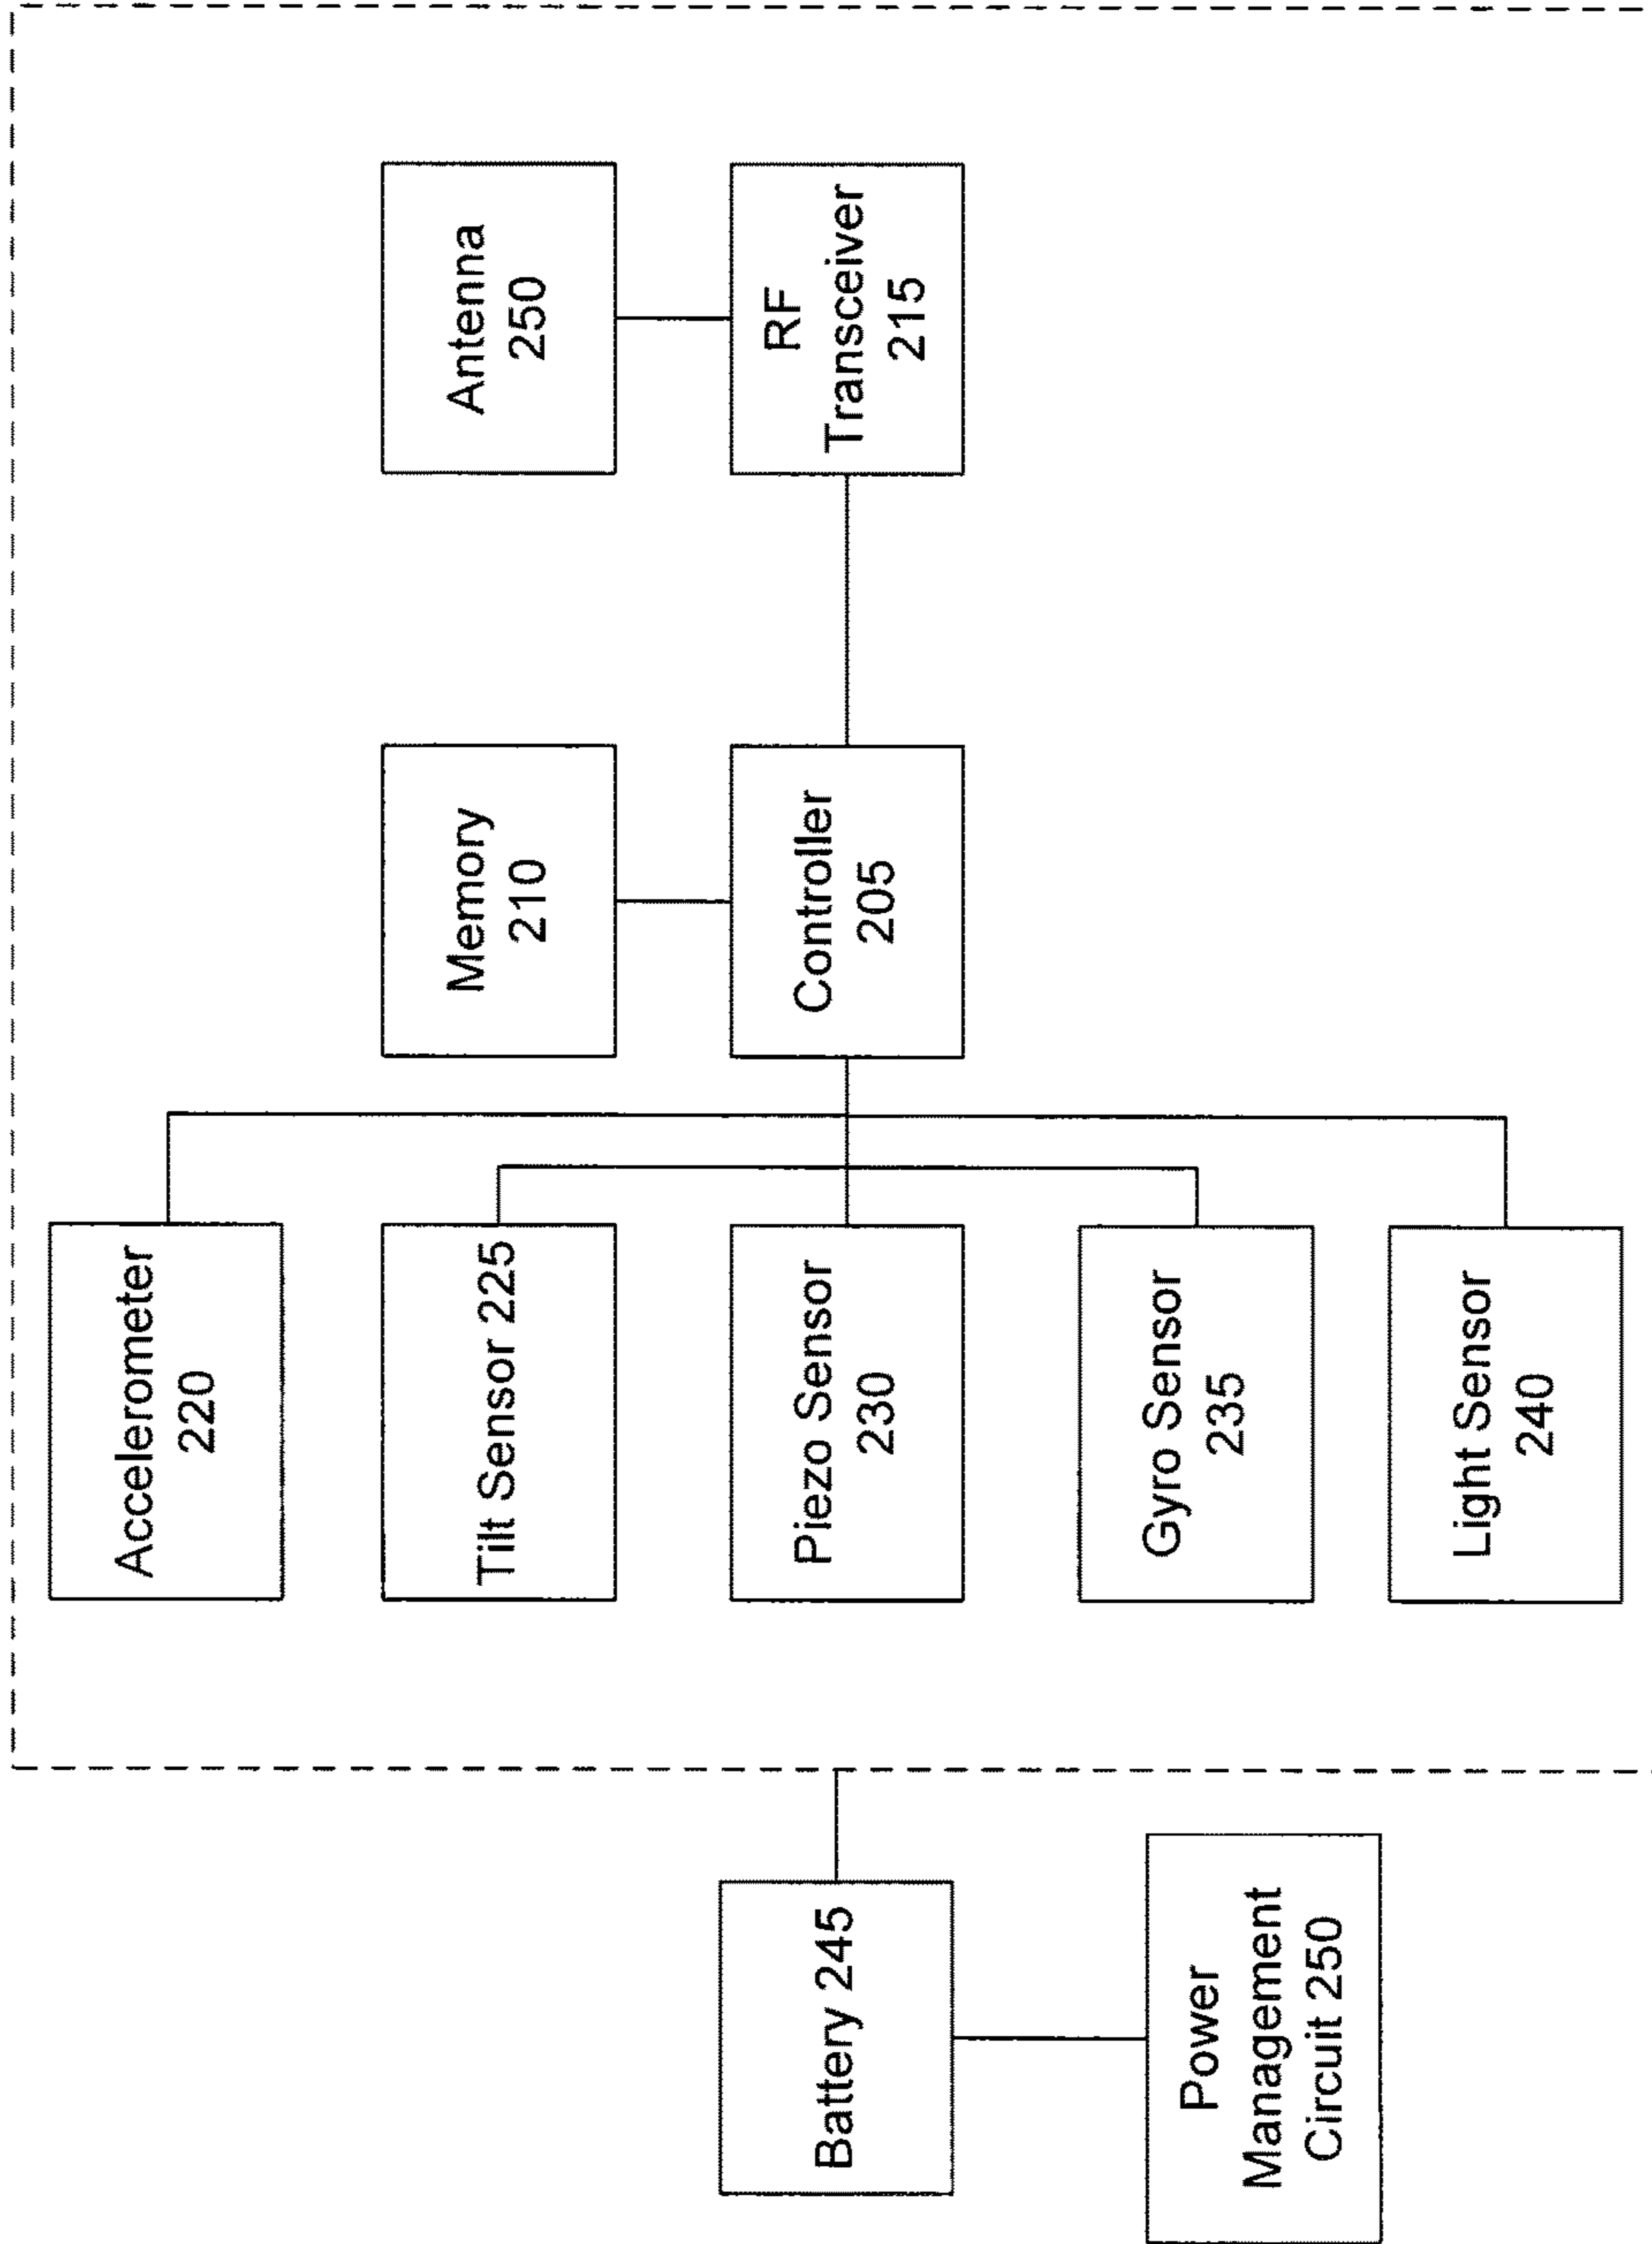 Accelerometer
220
Tilt Sensor 225
Memory
210
Antenna
250
Battery 245
Piezo Sensor
230
Controller
205
RF
Transceiver
215
Power
Management
Circuit 250
Gyro Sensor
235
Light Sensor
240